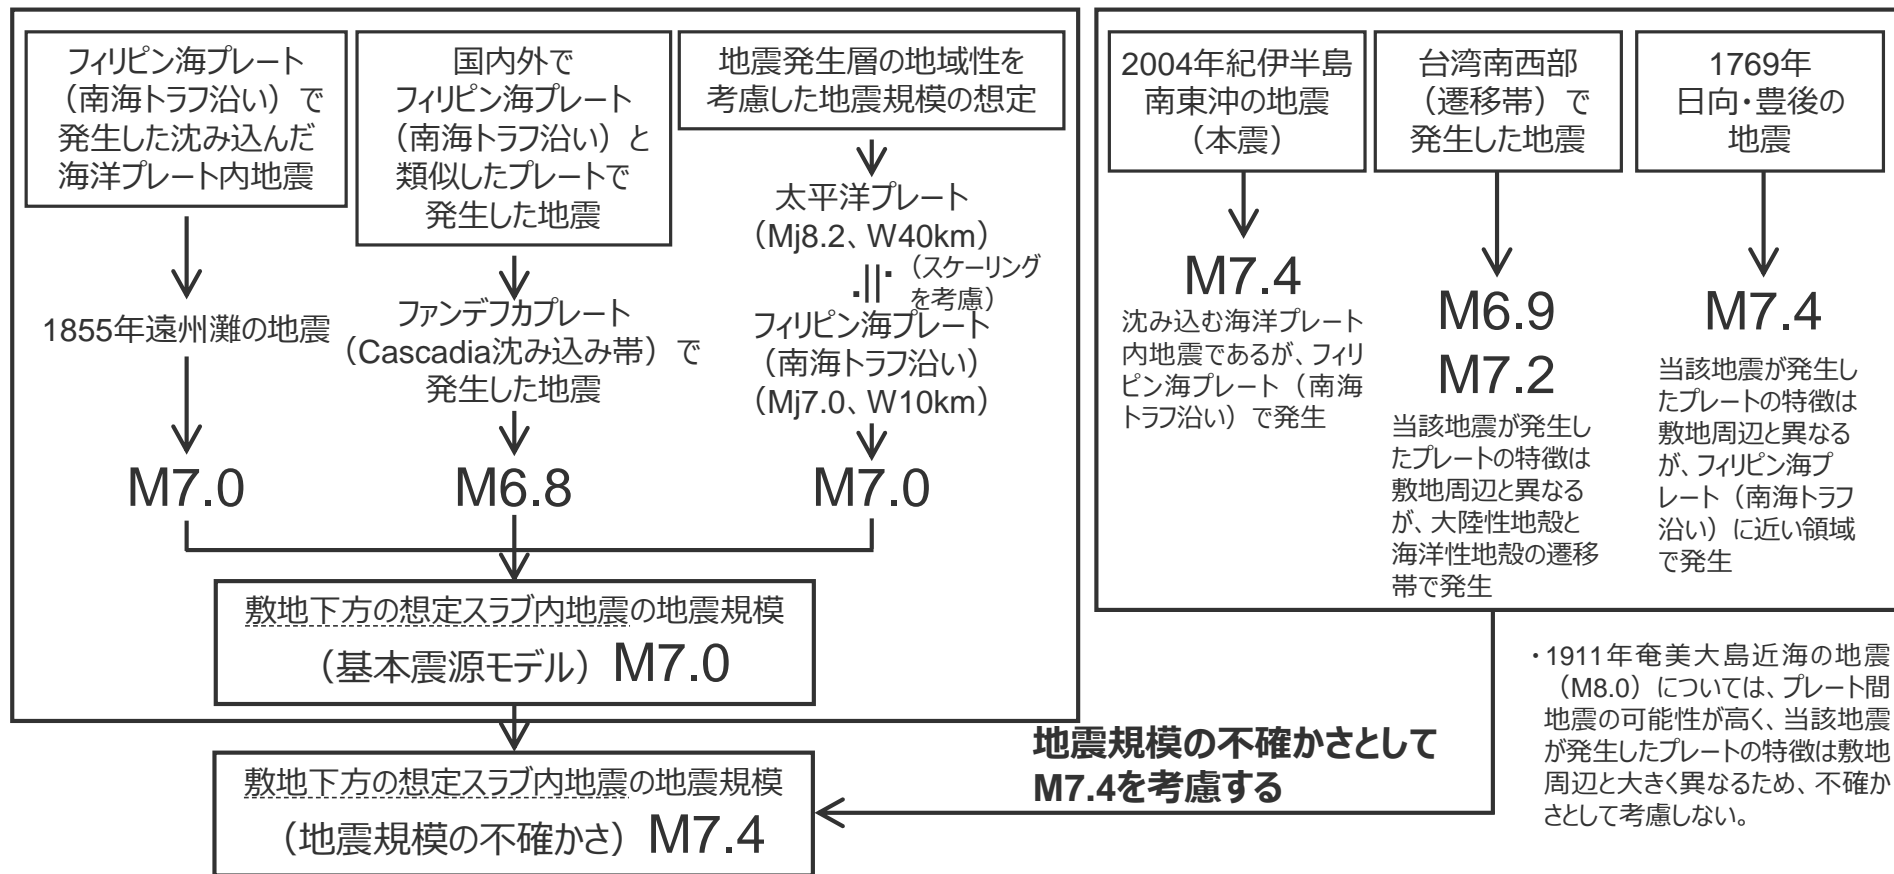 フィリピン海プレート
（南海トラフ沿い）で
発生した沈み込んだ
海洋プレート内地震
1855年遠州灘の地震
M7.0
国内外で
フィリピン海プレート
（南海トラフ沿い）と
類似したプレートで
発生した地震
ファンデフカプレート
（Cascadia沈み込み帯）で
発生した地震
M6.8
地震発生層の地域性を
考慮した地震規模の想定
太平洋プレート
（Mj8.2、W40km）
（スケーリング
を考慮）
フィリピン海プレート
（南海トラフ沿い）
（Mj7.0、W10km）
M7.0
敷地下方の想定スラブ内地震の地震規模
（基本震源モデル）M7.0
敷地下方の想定スラブ内地震の地震規模
（地震規模の不確かさ）M7.4
2004年紀伊半島
南東沖の地震
（本震）
M7.4
沈み込む海洋プレート
内地震であるが、フィリ
ピン海プレート（南海
トラフ沿い）で発生
台湾南西部
（遷移帯）で
発生した地震
M6.9
M7.2
当該地震が発生し
たプレートの特徴は
敷地周辺と異なる
が、大陸性地殻と
海洋性地殻の遷移
帯で発生
1769年
日向・豊後の
地震
M7.4
当該地震が発生し
たプレートの特徴は
敷地周辺と異なる
が、フィリピン海プ
レート（南海トラフ
沿い）に近い領域
で発生
地震規模の不確かさとして
M7.4を考慮する
・1911年奄美大島近海の地震
（M8.0）については、プレート間
地震の可能性が高く、当該地震
が発生したプレートの特徴は敷地
周辺と大きく異なるため、不確か
さとして考慮しない。